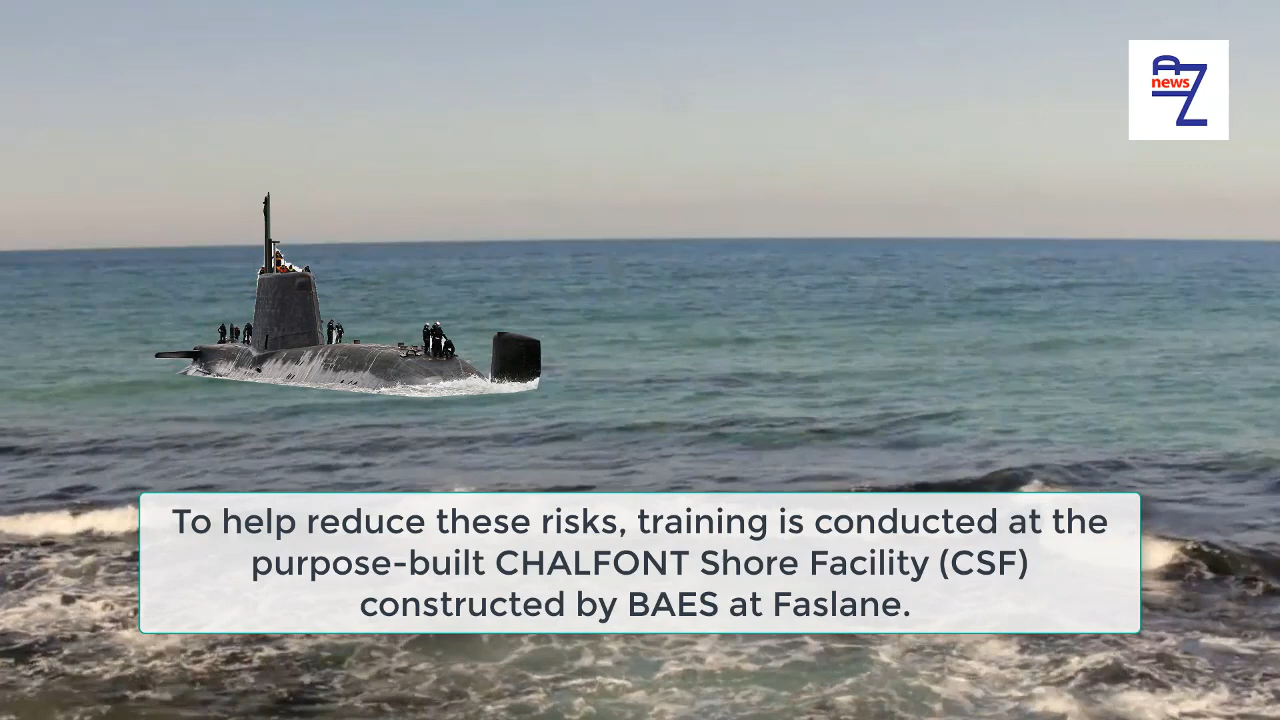 A
news
Z
To help reduce these risks, training is conducted at the
purpose-built CHALFONT Shore Facility (CSF)
constructed by BAES at Faslane.